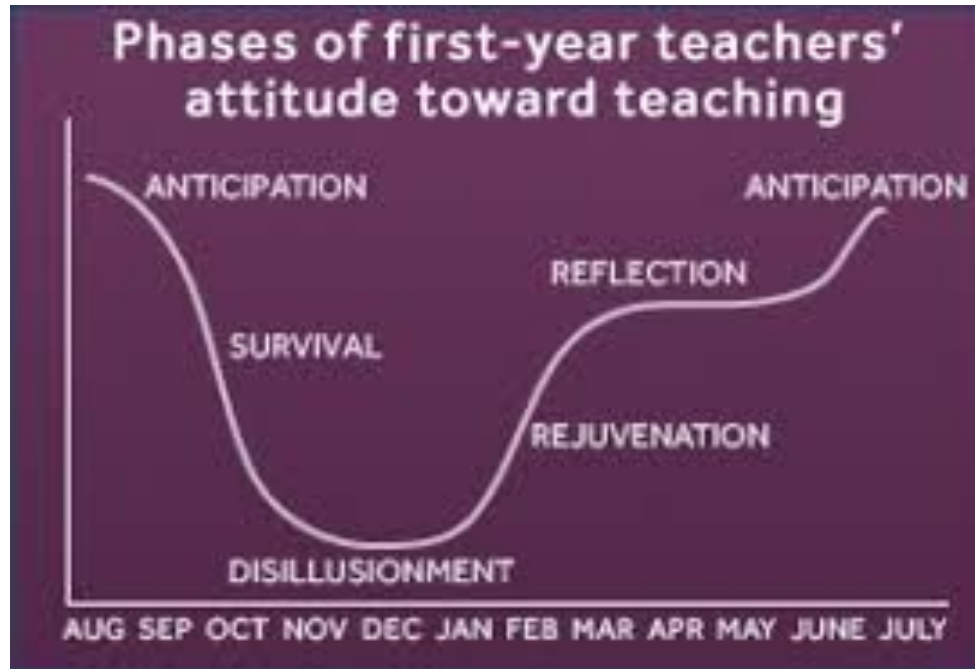 Phases of first-year teachers'
attitude toward teaching
ANTICIPATION
ANTICIPATION
REFLECTION
SURVIVAL
REJUVENATION
DISILLUSIONMENT
AUG SEP OCT NOV DEC JAN FEB MAR APR MAY JUNE JULY